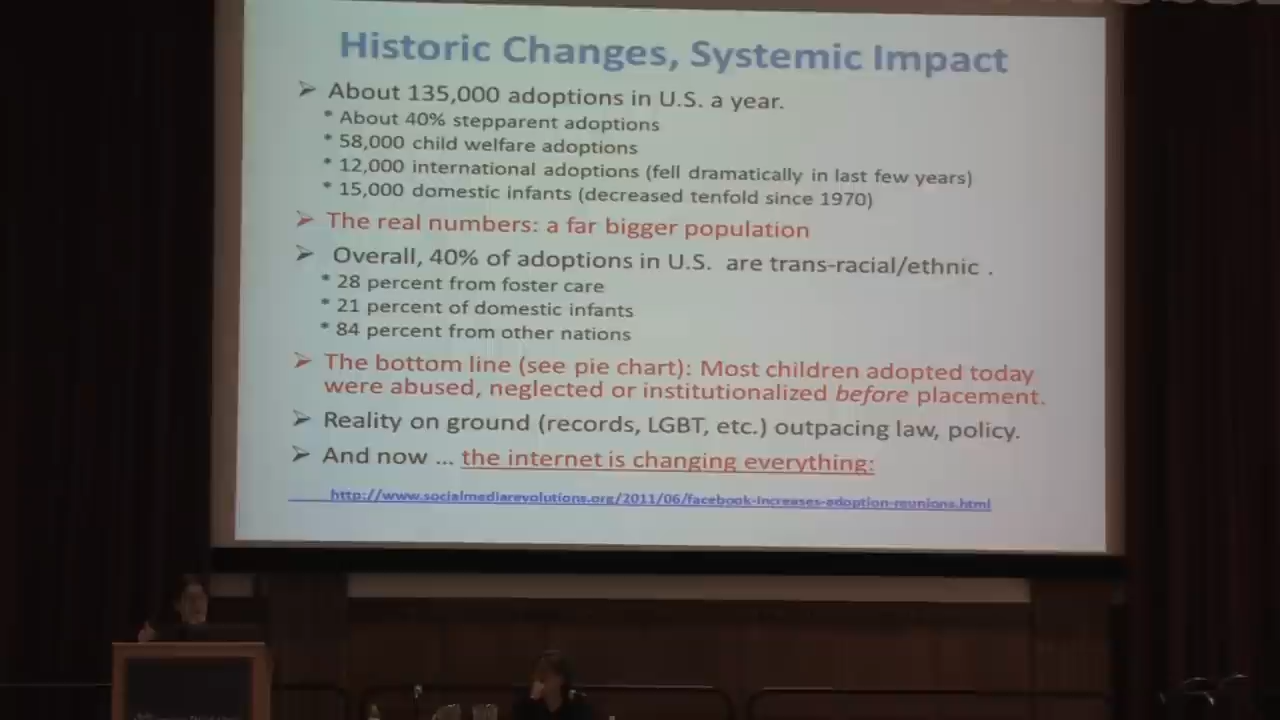 Historic Changes, Systemic Impact
➢ About 135,000 adoptions in U.S. a year.
* About 40% stepparent adoptions
* 58,000 child welfare adoptions
* 12,000 international adoptions (fell dramatically in last few years)
* 15,000 domestic infants (decreased tenfold since 1970)
➢ The real numbers: a far bigger population
➢ Overall, 40% of adoptions in U.S. are trans-racial/ethnic .
* 28 percent from foster care
* 21 percent of domestic infants
* 84 percent from other nations
➢ The bottom line (see pie chart): Most children adopted today
were abused, neglected or institutionalized before placement.
➢ Reality on ground (records, LGBT, etc.) outpacing law, policy.
➢ And now ... the internet is changing everything:
http://www.socialmediarevolutions.org/2011/06/facebook-increases-adoption-reunions.html